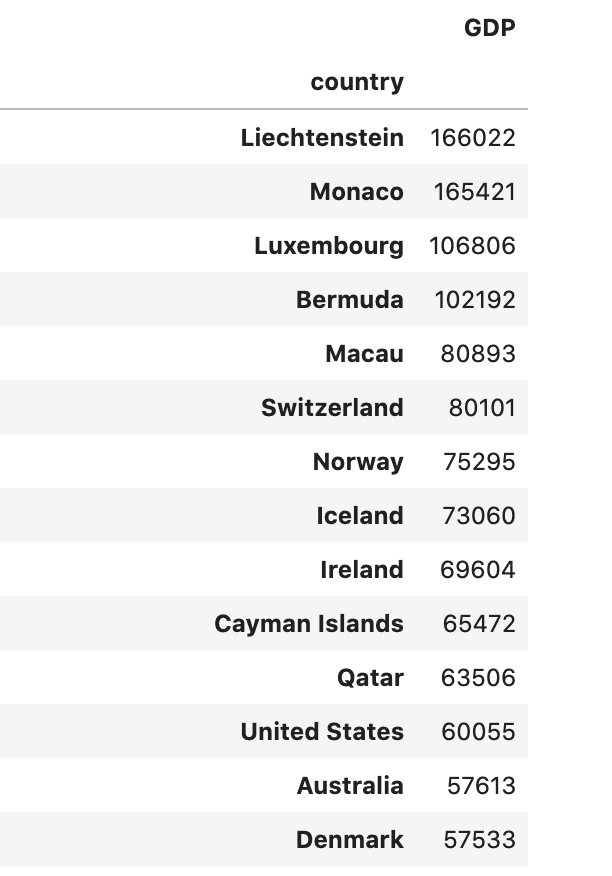 GDP
country
Liechtenstein 166022
Monaco 165421
Luxembourg 106806
Bermuda 102192
Macau 80893
Switzerland 80101
Norway 75295
Iceland 73060
Ireland 69604
Cayman Islands 65472
Qatar 63506
United States 60055
Australia 57613
Denmark 57533